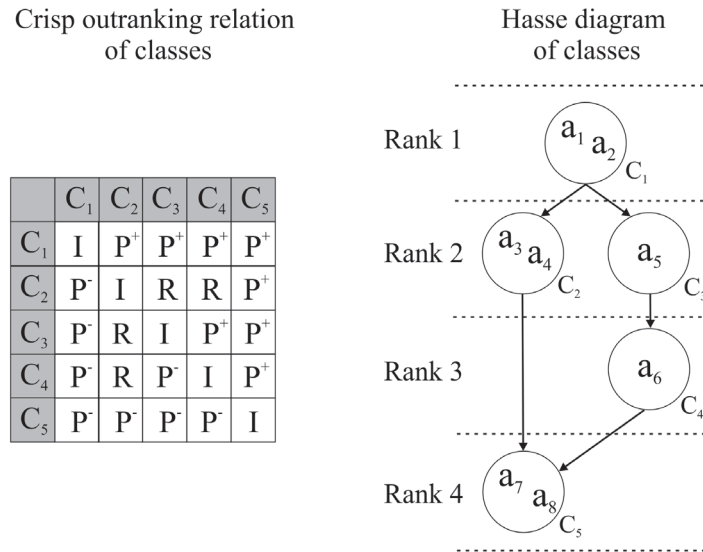 Crisp outranking relation
of classes
C₁ C₂ C₃ C₄ C₅
C₁ I P⁺ P⁺ P⁺ P⁺
C₂ P⁻ I R R P⁺
C₃ P⁻ R I P⁺ P⁺
C₄ P⁻ R P⁻ I P⁺
C₅ P⁻ P⁻ P⁻ P⁻ I
Hasse diagram
of classes
Rank 1
a₁ a₂
C₁
Rank 2
a₃ a₄
C₂
a₅
C₃
Rank 3
a₆
C₄
Rank 4
a₇ a₈
C₅